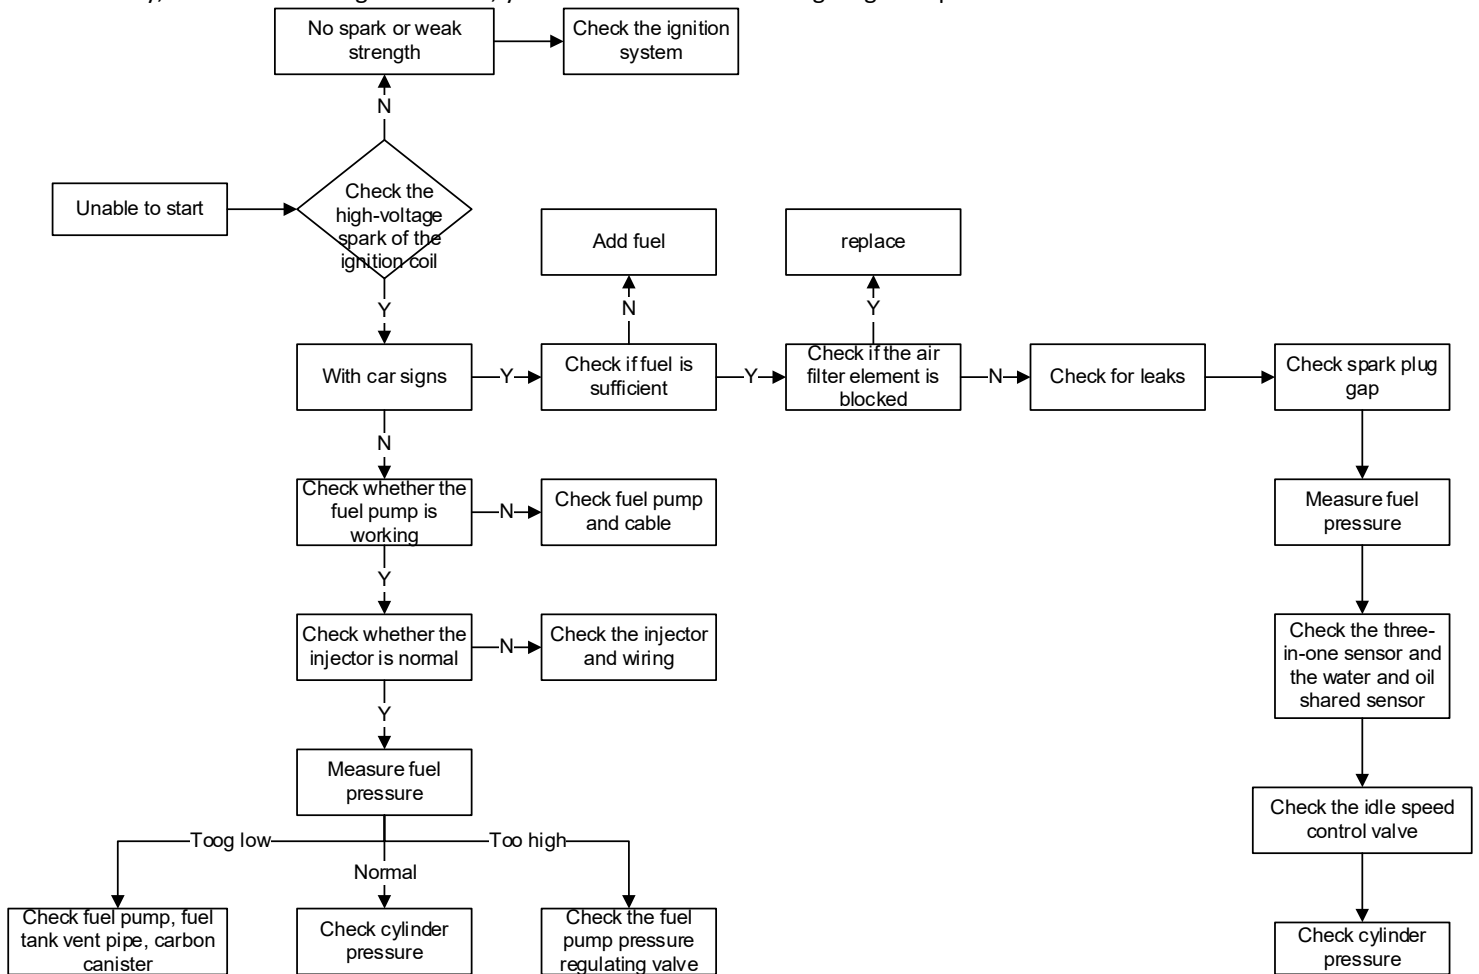 No spark or weak
strength
Check the ignition
system
N
Unable to start
Check the
high-voltage
spark of the
ignition coil
Add fuel
replace
Y
N
Y
With car signs
Y
Check if fuel is
sufficient
Y
Check if the air
filter element is
blocked
N
Check for leaks
Check spark plug
gap
N
Check whether the
fuel pump is
working
N
Check fuel pump
and cable
Measure fuel
pressure
Y
Check whether the
injector is normal
N
Check the injector
and wiring
Check the three-
in-one sensor and
the water and oil
shared sensor
Y
Measure fuel
pressure
Check the idle speed
control valve
Toog low
Too high
Normal
Check fuel pump, fuel
tank vent pipe, carbon
canister
Check cylinder
pressure
Check the fuel
pump pressure
regulating valve
Check cylinder
pressure